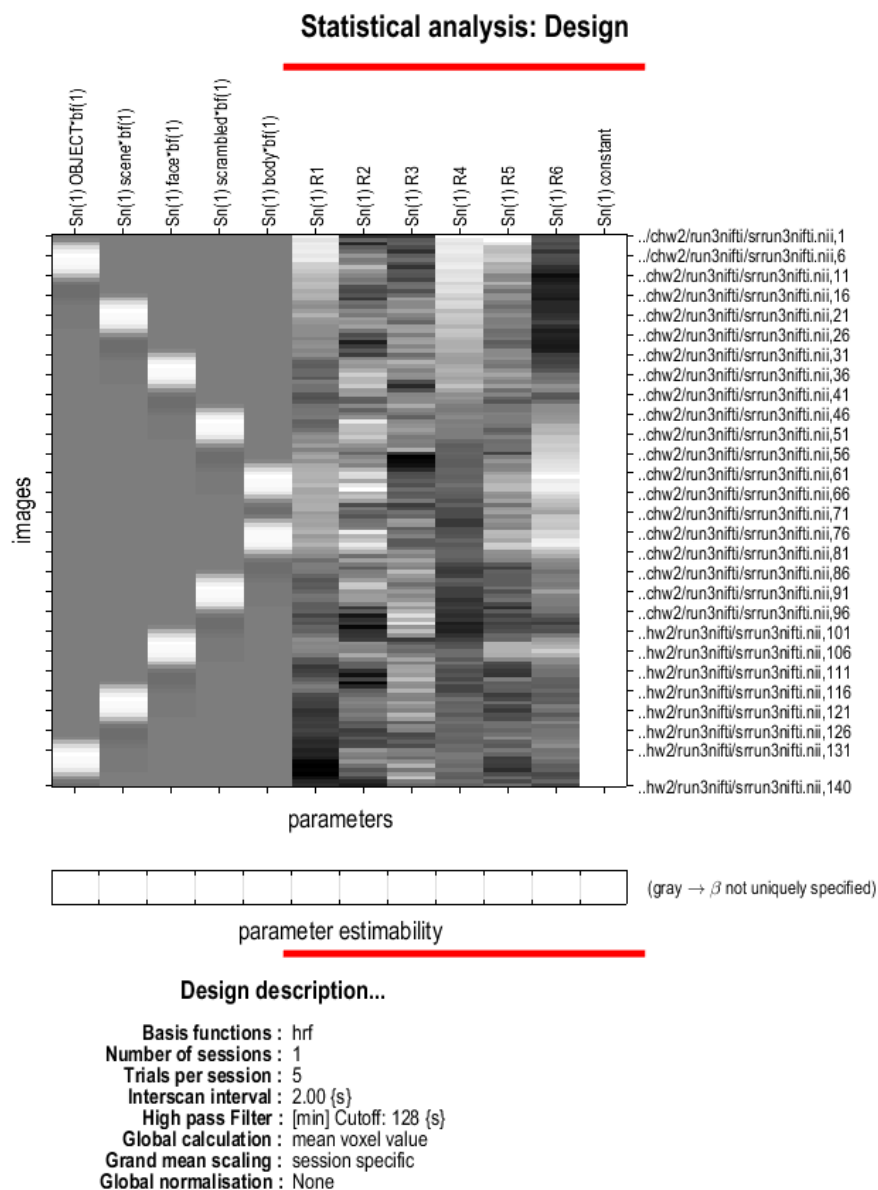 Statistical analysis: Design
Sn(1) OBJECT*bf(1)
Sn(1) scene*bf(1)
Sn(1) face*bf(1)
Sn(1) scrambled*bf(1)
Sn(1) body*bf(1)
Sn(1) R1
Sn(1) R2
Sn(1) R3
Sn(1) R4
Sn(1) R5
Sn(1) R6
Sn(1) constant
images
../chw2/run3nifti/srrun3nifti.nii,1
../chw2/run3nifti/srrun3nifti.nii,6
..chw2/run3nifti/srrun3nifti.nii,11
..chw2/run3nifti/srrun3nifti.nii,16
..chw2/run3nifti/srrun3nifti.nii,21
..chw2/run3nifti/srrun3nifti.nii,26
..chw2/run3nifti/srrun3nifti.nii,31
..chw2/run3nifti/srrun3nifti.nii,36
..chw2/run3nifti/srrun3nifti.nii,41
..chw2/run3nifti/srrun3nifti.nii,46
..chw2/run3nifti/srrun3nifti.nii,51
..chw2/run3nifti/srrun3nifti.nii,56
..chw2/run3nifti/srrun3nifti.nii,61
..chw2/run3nifti/srrun3nifti.nii,66
..chw2/run3nifti/srrun3nifti.nii,71
..chw2/run3nifti/srrun3nifti.nii,76
..chw2/run3nifti/srrun3nifti.nii,81
..chw2/run3nifti/srrun3nifti.nii,86
..chw2/run3nifti/srrun3nifti.nii,91
..chw2/run3nifti/srrun3nifti.nii,96
..hw2/run3nifti/srrun3nifti.nii,101
..hw2/run3nifti/srrun3nifti.nii,106
..hw2/run3nifti/srrun3nifti.nii,111
..hw2/run3nifti/srrun3nifti.nii,116
..hw2/run3nifti/srrun3nifti.nii,121
..hw2/run3nifti/srrun3nifti.nii,126
..hw2/run3nifti/srrun3nifti.nii,131
..hw2/run3nifti/srrun3nifti.nii,140
parameters
(gray → β not uniquely specified)
parameter estimability
Design description...
Basis functions : hrf
Number of sessions : 1
Trials per session : 5
Interscan interval : 2.00 {s}
High pass Filter : [min] Cutoff: 128 {s}
Global calculation : mean voxel value
Grand mean scaling : session specific
Global normalisation : None